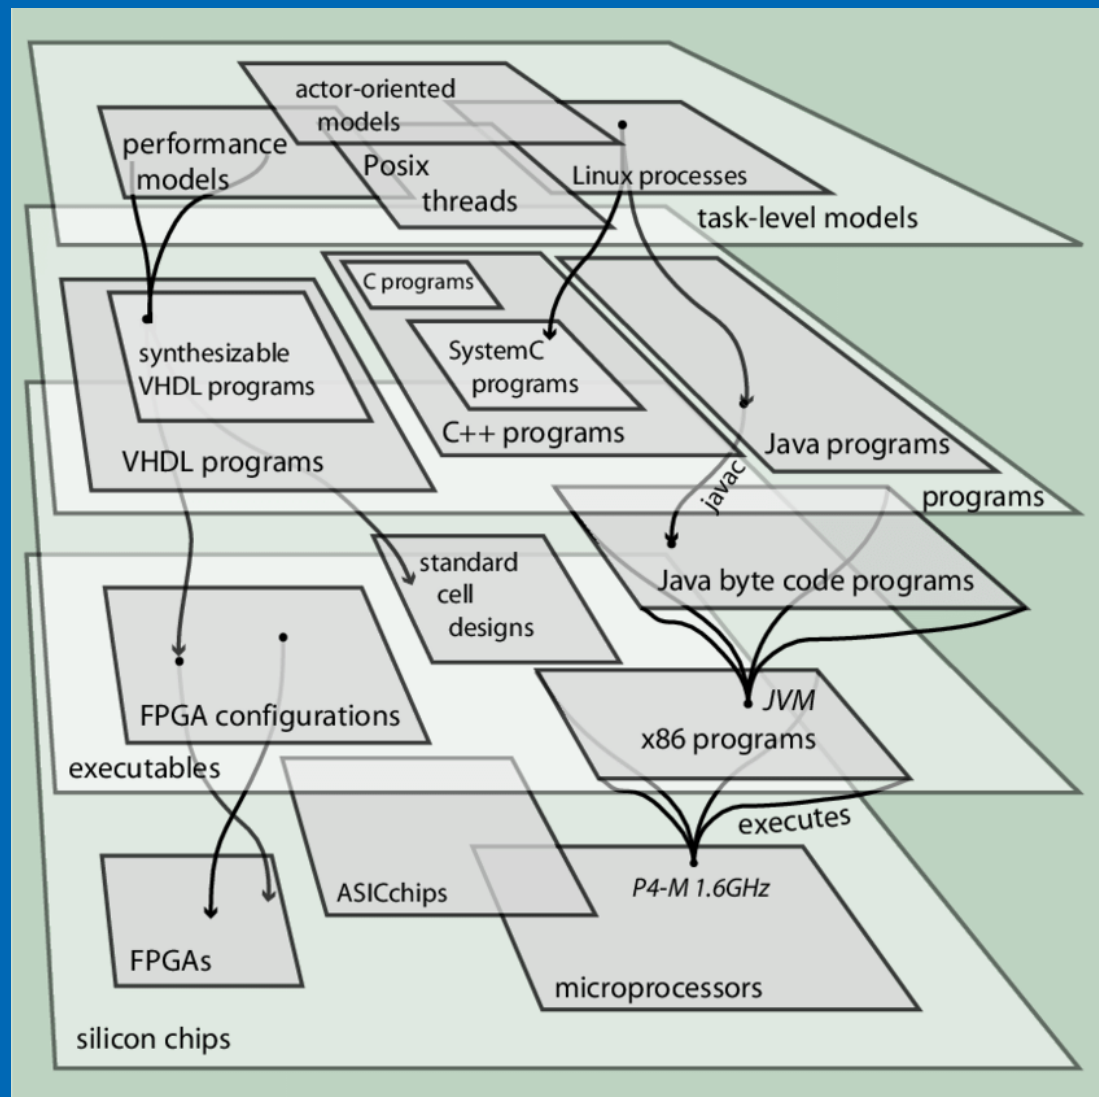 actor-oriented
models
performance
models
Posix
threads
Linux processes
task-level models
C programs
synthesizable
VHDL programs
SystemC
programs
C++ programs
Java programs
VHDL programs
javac
programs
standard
cell
designs
Java byte code programs
FPGA configurations
JVM
x86 programs
executables
executes
ASICchips
P4-M 1.6GHz
FPGAs
microprocessors
silicon chips